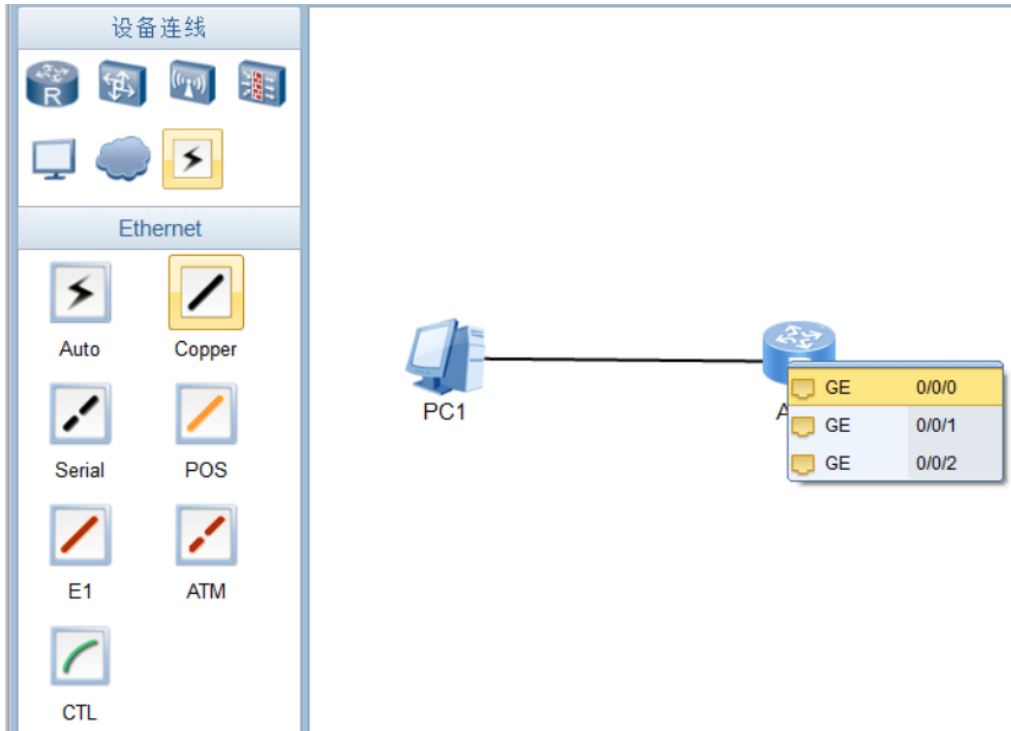 设备连线
R
Ethernet
Auto Copper
Serial POS
E1 ATM
CTL
PC1
A
GE 0/0/0
GE 0/0/1
GE 0/0/2